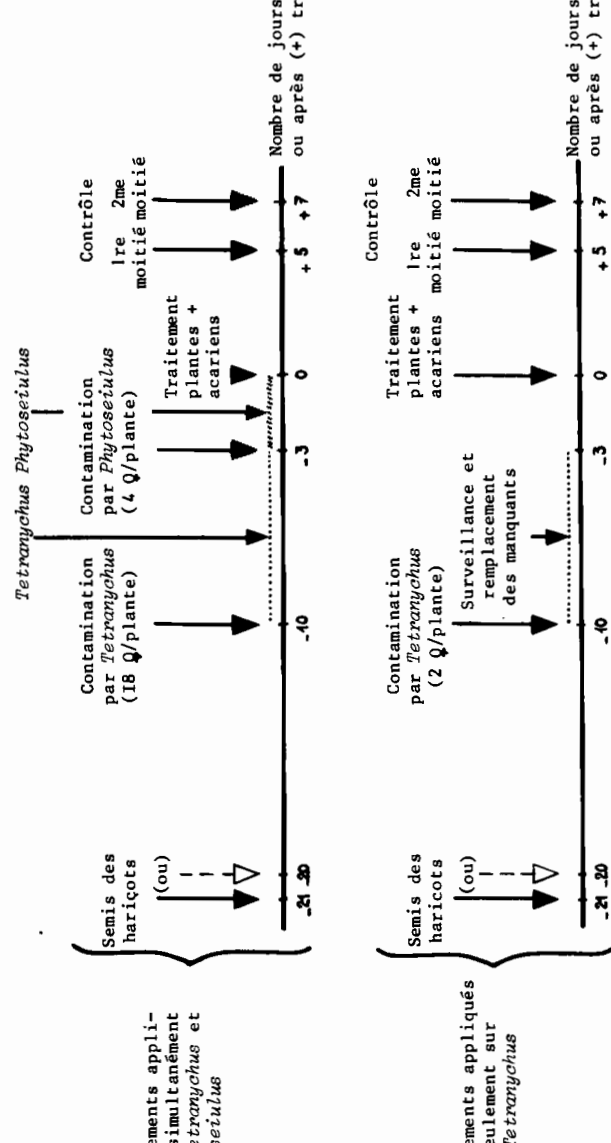 Tetranychus Phytoseiulus
Semis des
haricots
(ou)
Contamination
par Tetranychus
(18 ♀/plante)
Contamination
par Phytoseiulus
(4 ♀/plante)
Traitement
plantes +
acariens
Contrôle
1re 2me
moitié moitié
-21 -20 -10 -3 0 +5 +7
Nombre de jours
ou après (+) tr
ements appli-
simultanément
etranychus et
seiulus
Semis des
haricots
(ou)
Contamination
par Tetranychus
(2 ♀/plante)
Surveillance et
remplacement
des manquants
Traitement
plantes +
acariens
Contrôle
1re 2me
moitié moitié
-21 -20 -10 -3 0 +5 +7
Nombre de jours
ou après (+) tr
ements appliqués
eulement sur
Tetranychus